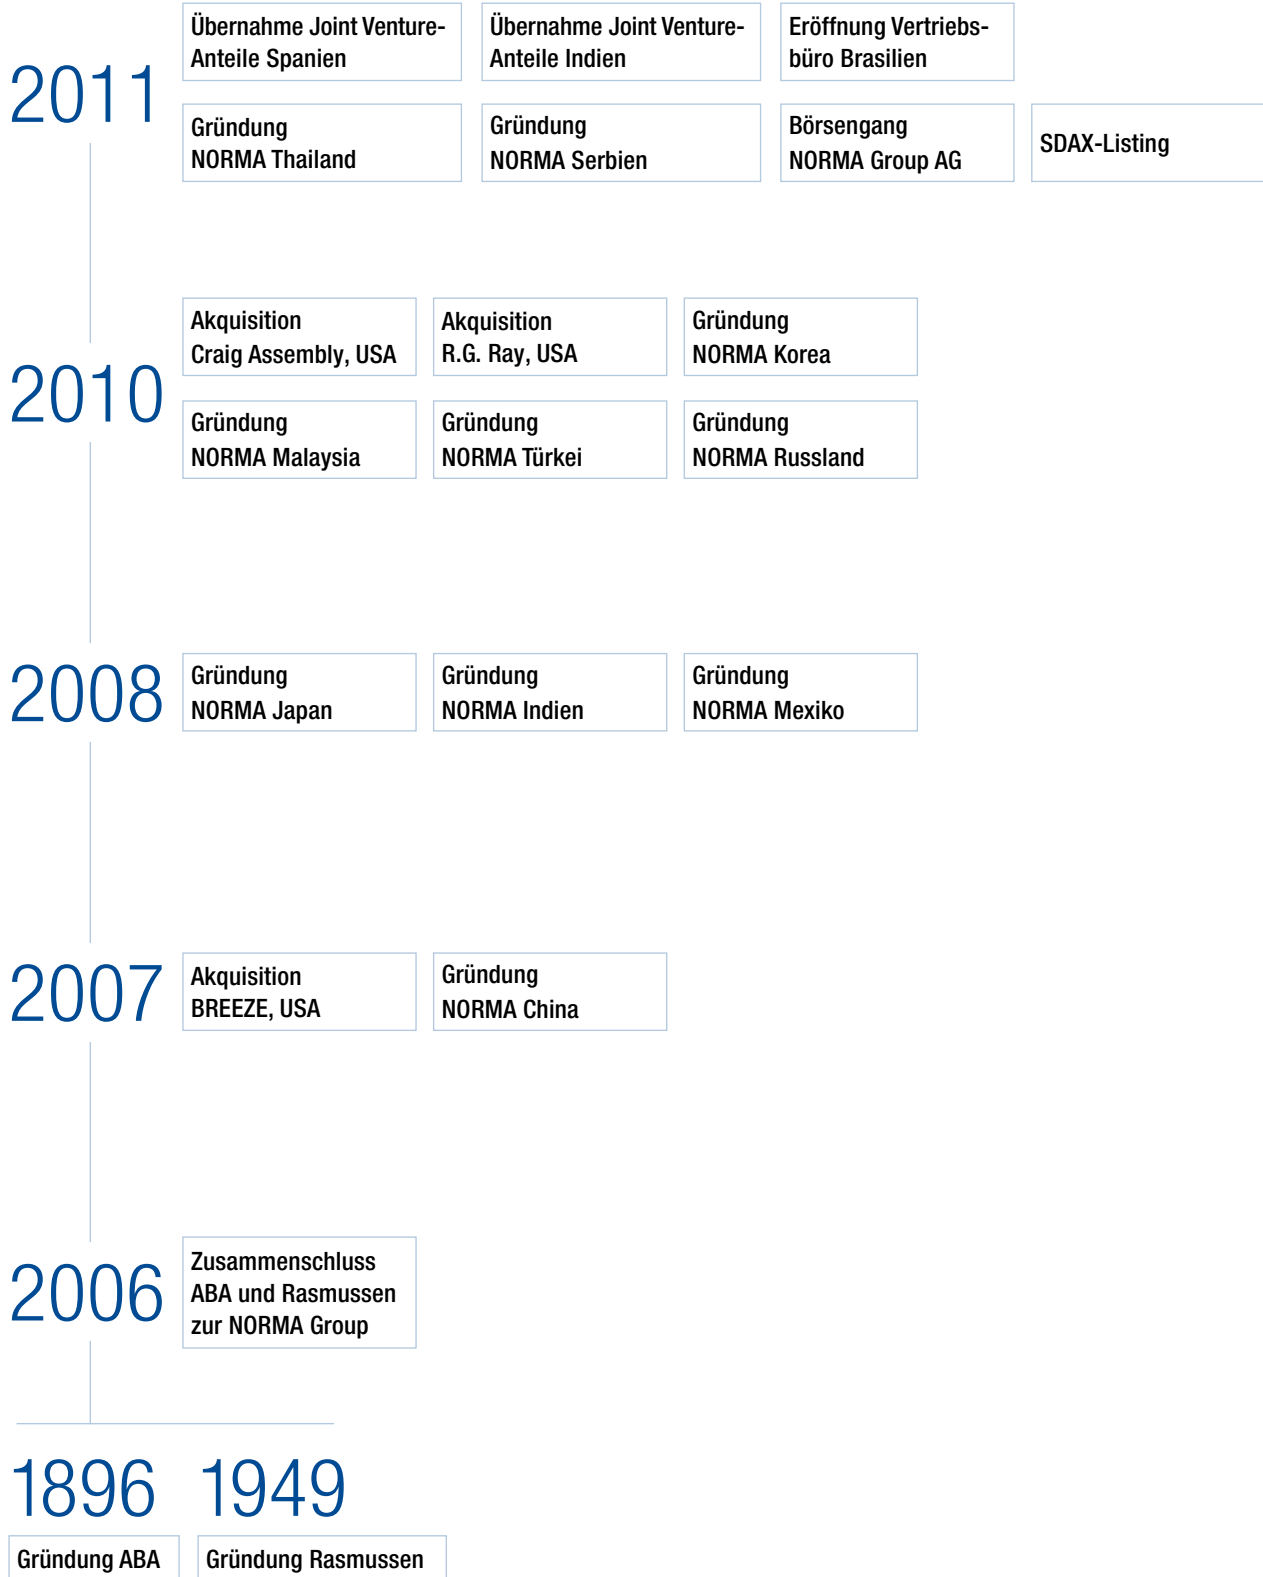 2011
Übernahme Joint Venture-
Anteile Spanien
Übernahme Joint Venture-
Anteile Indien
Eröffnung Vertriebs-
büro Brasilien
Gründung
NORMA Thailand
Gründung
NORMA Serbien
Börsengang
NORMA Group AG
SDAX-Listing
2010
Akquisition
Craig Assembly, USA
Akquisition
R.G. Ray, USA
Gründung
NORMA Korea
Gründung
NORMA Malaysia
Gründung
NORMA Türkei
Gründung
NORMA Russland
2008
Gründung
NORMA Japan
Gründung
NORMA Indien
Gründung
NORMA Mexiko
2007
Akquisition
BREEZE, USA
Gründung
NORMA China
2006
Zusammenschluss
ABA und Rasmussen
zur NORMA Group
1896
Gründung ABA
1949
Gründung Rasmussen